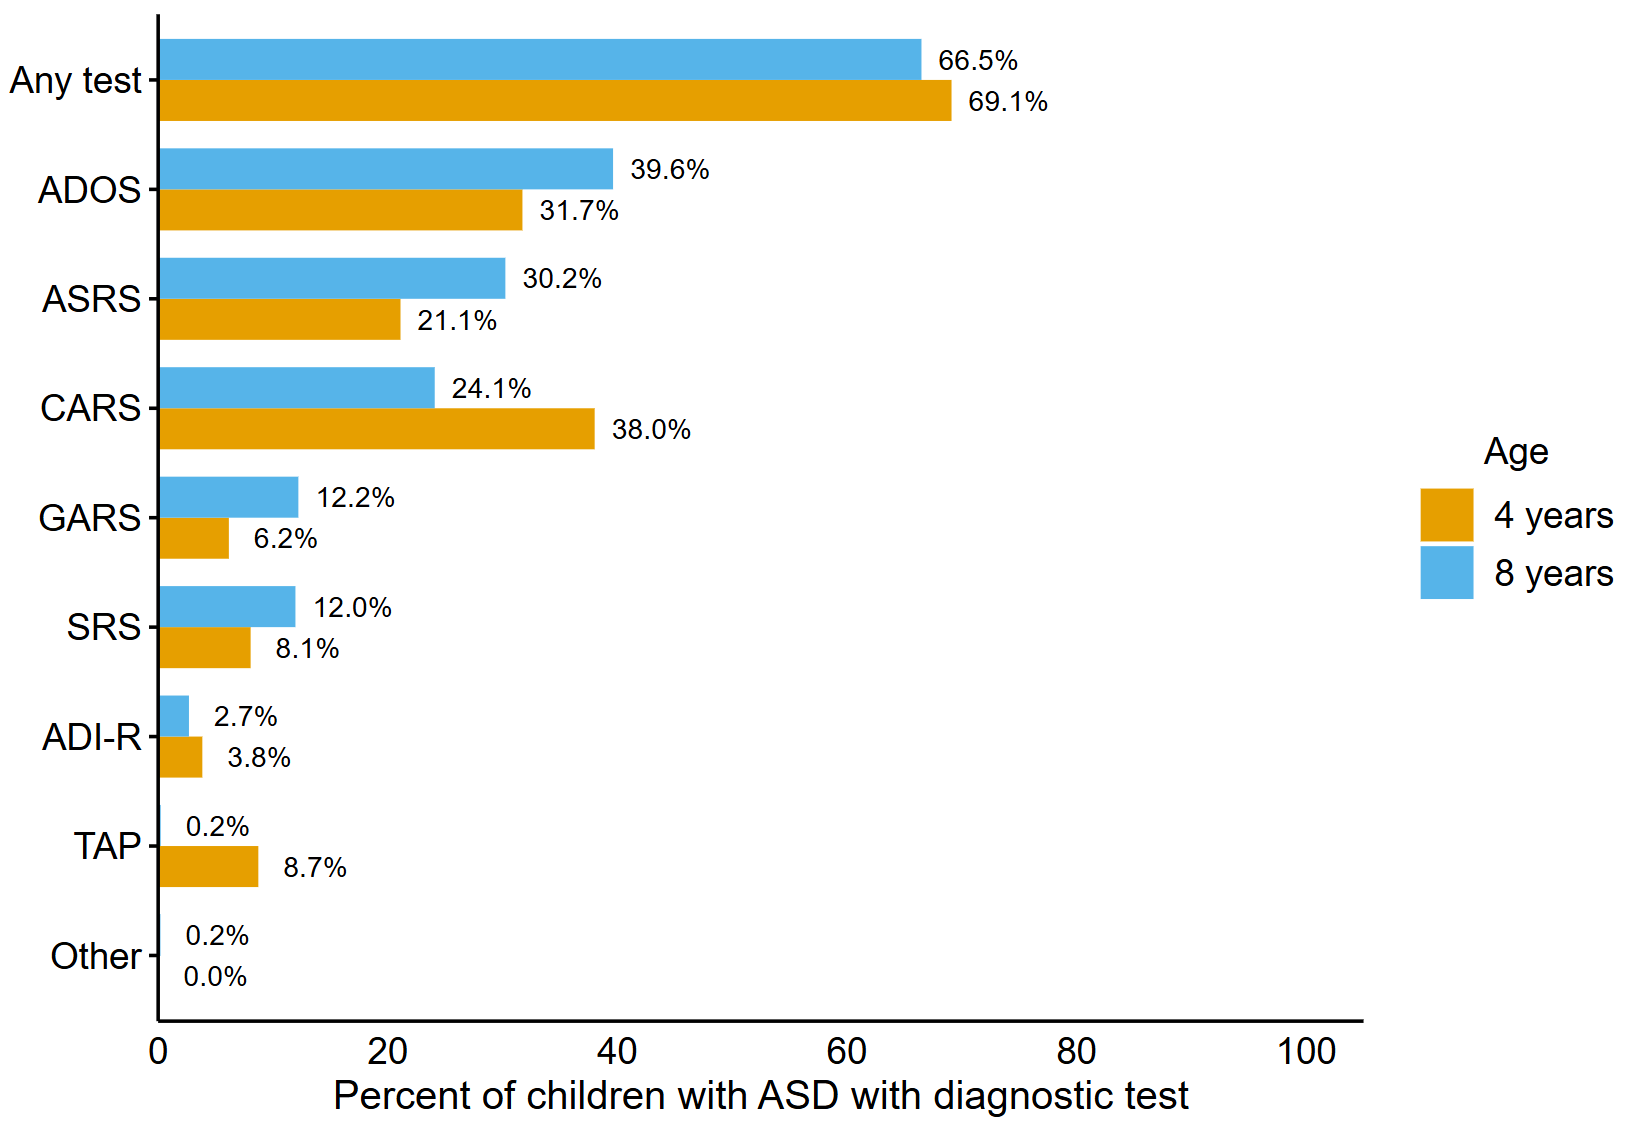 Any test
66.5%
69.1%
ADOS
39.6%
31.7%
ASRS
30.2%
21.1%
CARS
24.1%
38.0%
GARS
12.2%
6.2%
SRS
12.0%
8.1%
ADI-R
2.7%
3.8%
TAP
0.2%
8.7%
Other
0.2%
0.0%
0 20 40 60 80 100
Percent of children with ASD with diagnostic test
Age
4 years
8 years